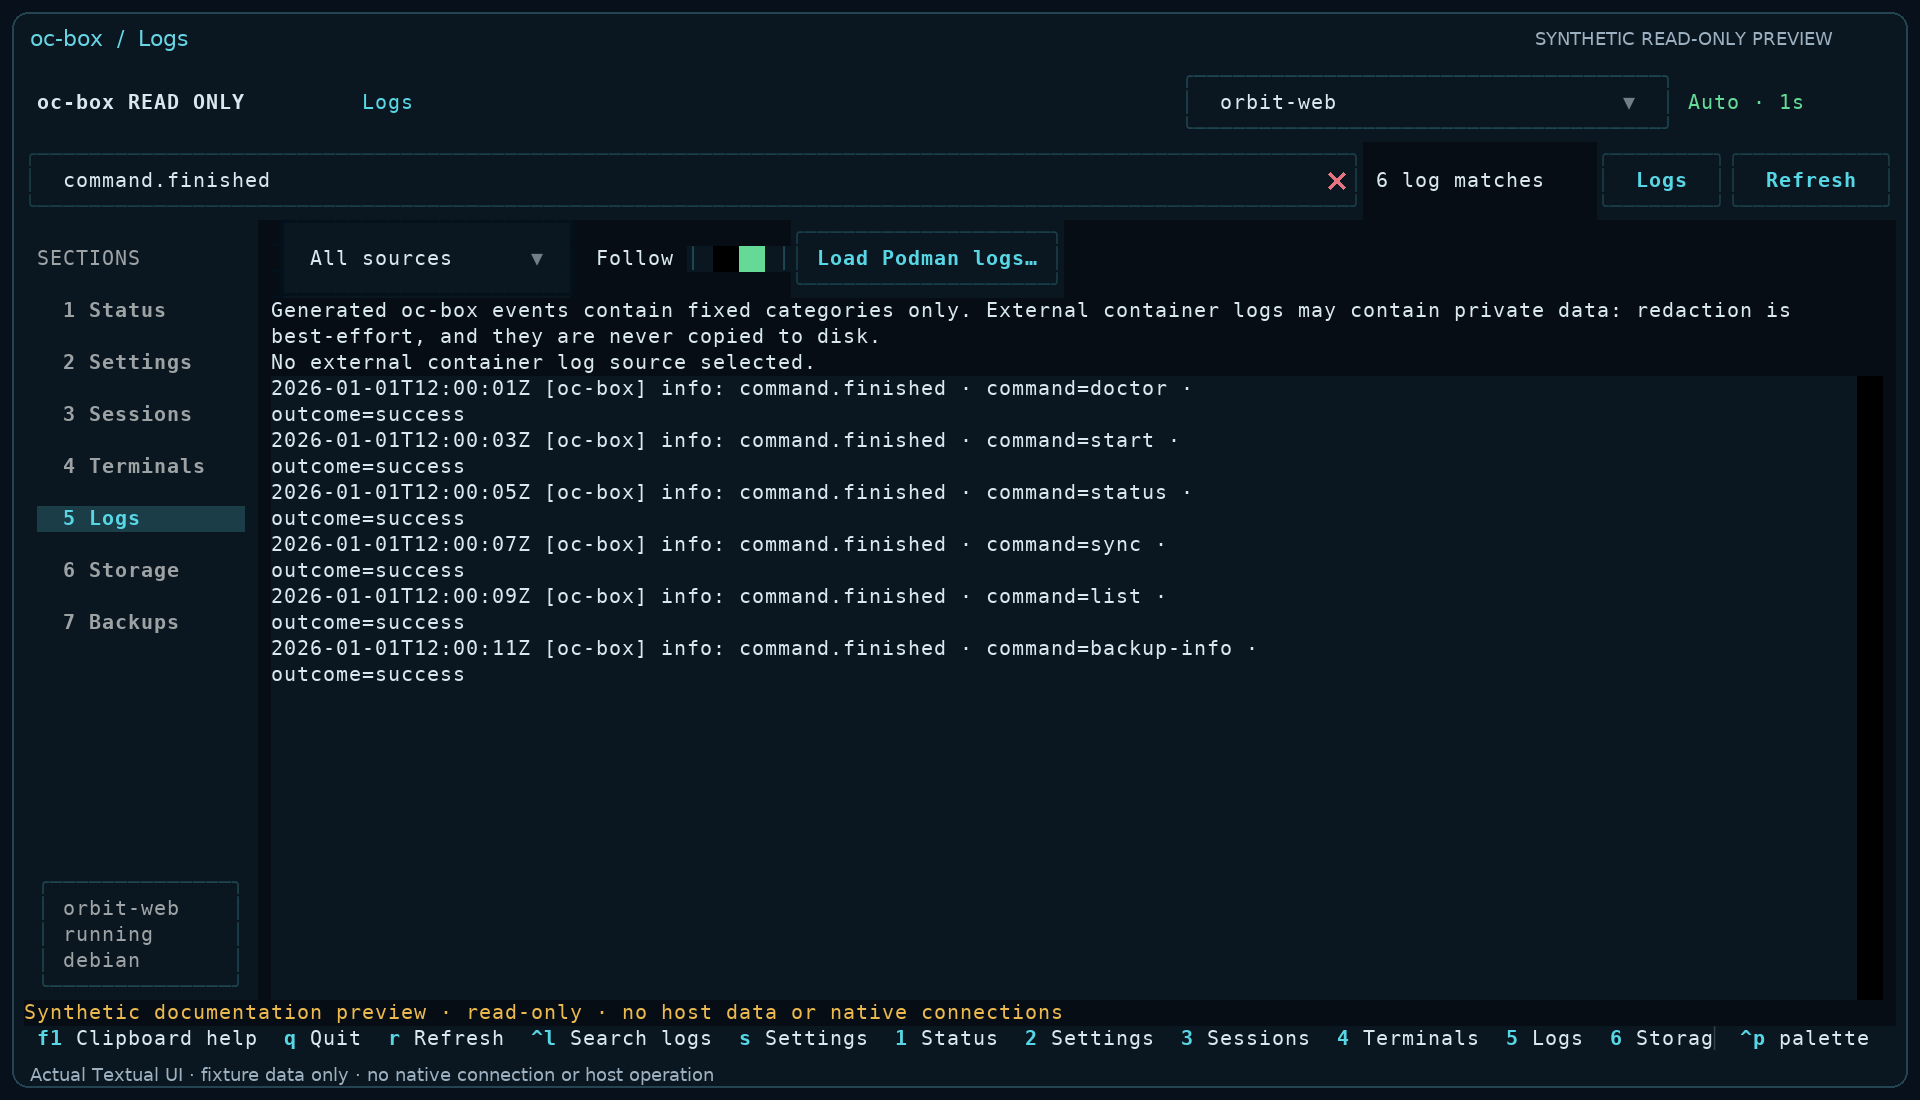 oc-box / Logs
SYNTHETIC READ-ONLY PREVIEW
oc-box READ ONLY
Logs
orbit-web ▼
Auto · 1s
command.finished
6 log matches
Logs
Refresh
SECTIONS
1 Status
2 Settings
3 Sessions
4 Terminals
5 Logs
6 Storage
7 Backups
orbit-web
running
debian
All sources ▼
Follow
Load Podman logs…
Generated oc-box events contain fixed categories only. External container logs may contain private data: redaction is
best-effort, and they are never copied to disk.
No external container log source selected.
2026-01-01T12:00:01Z [oc-box] info: command.finished · command=doctor ·
outcome=success
2026-01-01T12:00:03Z [oc-box] info: command.finished · command=start ·
outcome=success
2026-01-01T12:00:05Z [oc-box] info: command.finished · command=status ·
outcome=success
2026-01-01T12:00:07Z [oc-box] info: command.finished · command=sync ·
outcome=success
2026-01-01T12:00:09Z [oc-box] info: command.finished · command=list ·
outcome=success
2026-01-01T12:00:11Z [oc-box] info: command.finished · command=backup-info ·
outcome=success
Synthetic documentation preview · read-only · no host data or native connections
f1 Clipboard help q Quit r Refresh ^l Search logs s Settings 1 Status 2 Settings 3 Sessions 4 Terminals 5 Logs 6 Storag ^p palette
Actual Textual UI · fixture data only · no native connection or host operation